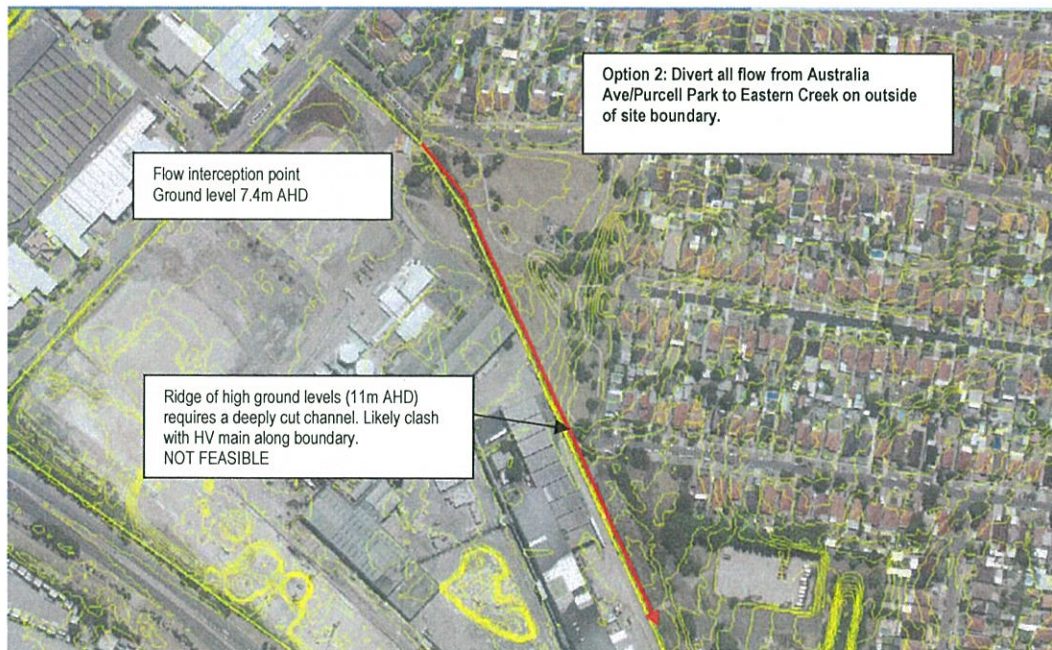 Option 2: Divert all flow from Australia
Ave/Purcell Park to Eastern Creek on outside
of site boundary.
Flow interception point
Ground level 7.4m AHD
Ridge of high ground levels (11m AHD)
requires a deeply cut channel. Likely clash
with HV main along boundary.
NOT FEASIBLE